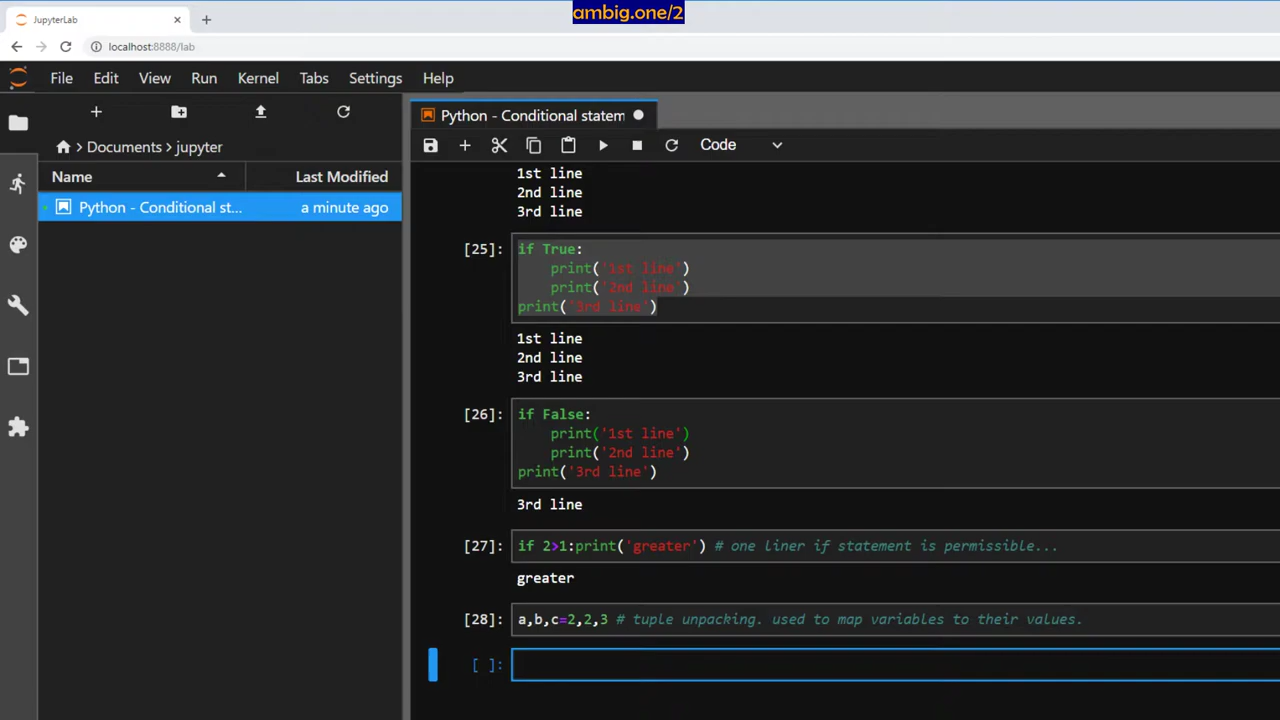 ambig.one/2
JupyterLab
localhost:8888/lab
File Edit View Run Kernel Tabs Settings Help
Python - Conditional statem
Code
Documents > jupyter
Name Last Modified
Python - Conditional st... a minute ago
1st line
2nd line
3rd line
[25]: if True:
print('1st line')
print('2nd line')
print('3rd line')
1st line
2nd line
3rd line
[26]: if False:
print('1st line')
print('2nd line')
print('3rd line')
3rd line
[27]: if 2>1:print('greater') # one liner if statement is permissible...
greater
[28]: a,b,c=2,2,3 # tuple unpacking. used to map variables to their values.
[ ]: